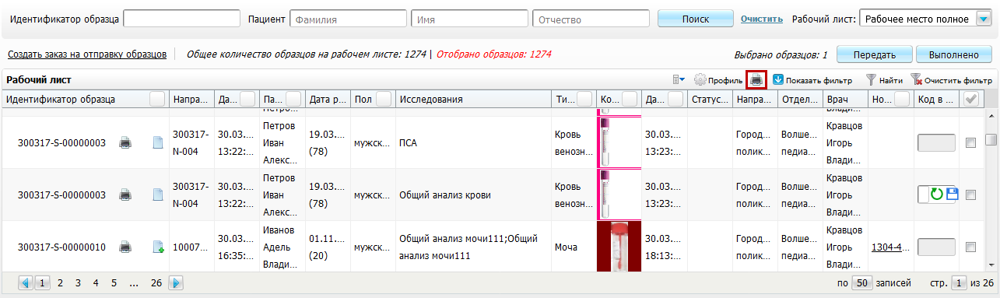 Идентификатор образца Пациент Фамилия Имя Отчество Поиск Очистить Рабочий лист: Рабочее место полное
Создать заказ на отправку образцов Общее количество образцов на рабочем листе: 1274 | Отобрано образцов: 1274 Выбрано образцов: 1 Передать Выполнено
Рабочий лист Профиль Показать фильтр Найти Очистить фильтр
Идентификатор образца Напра... Да... Па... Дата р... Пол Исследования Ти... Ко... Да... Статус... Напра... Отдел... Врач Но... Код в ...
Петров Кравцов
300317- 30.03.... Иван 19.03.... Кровь 30.03.... Город... Волше... Игорь
300317-S-00000003 N-004 13:22:... Алекс... (78) мужск... ПСА венозн... 13:23:... полик... педиа... Влади...
Петров Кравцов
300317- 30.03.... Иван 19.03.... Кровь 30.03.... Город... Волше... Игорь
300317-S-00000003 N-004 13:22:... Алекс... (78) мужск... Общий анализ крови венозн... 13:23:... полик... педиа... Влади...
Иванов Кравцов
30.03.... Адель 01.11.... Общий анализ мочи111;Общий 30.03.... Город... Волше... Игорь
300317-S-00000010 10007... 16:35:... Влади... (20) мужск... анализ мочи111 Моча 18:13:... полик... педиа... Влади... 1304-4...
1 2 3 4 5 ... 26 по 50 записей стр. 1 из 26